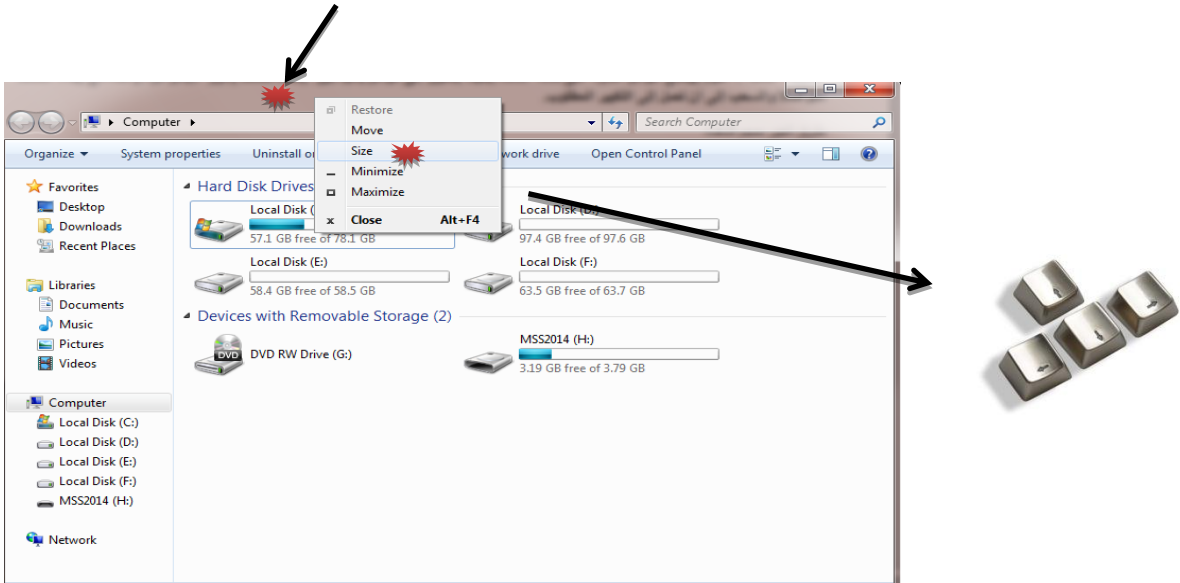 Computer
Search Computer
Organize
System properties
Uninstall o
work drive
Open Control Panel
Restore
Move
Size
Minimize
Maximize
Close Alt+F4
Favorites
Desktop
Downloads
Recent Places
Libraries
Documents
Music
Pictures
Videos
Computer
Local Disk (C:)
Local Disk (D:)
Local Disk (E:)
Local Disk (F:)
MSS2014 (H:)
Network
Hard Disk Drives
Local Disk (
57.1 GB free of 78.1 GB
Local Disk (D:)
97.4 GB free of 97.6 GB
Local Disk (E:)
58.4 GB free of 58.5 GB
Local Disk (F:)
63.5 GB free of 63.7 GB
Devices with Removable Storage (2)
DVD
DVD RW Drive (G:)
MSS2014 (H:)
3.19 GB free of 3.79 GB